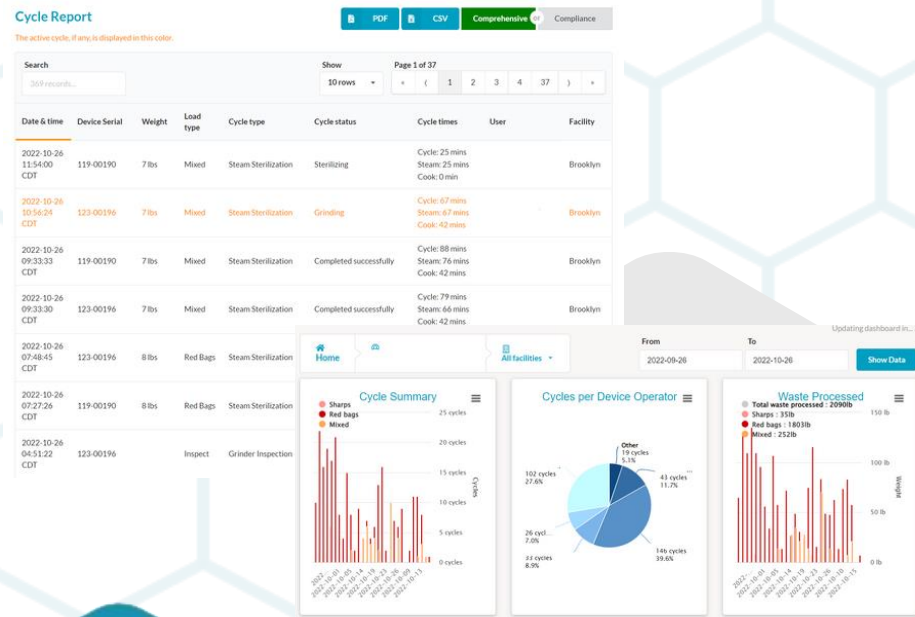 Cycle Report
PDF
CSV
Comprehensive
or
Compliance
The active cycle, if any, is displayed in this color.
Search
Show
Page 1 of 37
369 records...
10 rows
« ⟨ 1 2 3 4 37 ⟩ »
Date & time Device Serial Weight Load type Cycle type Cycle status Cycle times User Facility
2022-10-26 11:54:00 CDT 119-00190 7 lbs Mixed Steam Sterilization Sterilizing Cycle: 25 mins Steam: 25 mins Cook: 0 min Brooklyn
2022-10-26 10:56:24 CDT 123-00196 7 lbs Mixed Steam Sterilization Grinding Cycle: 67 mins Steam: 67 mins Cook: 42 mins Brooklyn
2022-10-26 09:33:33 CDT 119-00190 7 lbs Mixed Steam Sterilization Completed successfully Cycle: 88 mins Steam: 76 mins Cook: 42 mins Brooklyn
2022-10-26 09:33:30 CDT 123-00196 7 lbs Mixed Steam Sterilization Completed successfully Cycle: 79 mins Steam: 66 mins Cook: 42 mins Brooklyn
2022-10-26 07:48:45 CDT 123-00196 8 lbs Red Bags Steam Sterilization
2022-10-26 07:27:26 CDT 119-00190 8 lbs Red Bags Steam Sterilization
2022-10-26 04:51:22 CDT 123-00196 Inspect Grinder Inspection
Updating dashboard in...
Home
All facilities
From
2022-09-26
To
2022-10-26
Show Data
Cycle Summary
Sharps
Red bags
Mixed
25 cycles
20 cycles
15 cycles
10 cycles
5 cycles
0 cycles
Cycles
Cycles per Device Operator
Other
19 cycles
5.1%
43 cycles
11.7%
146 cycles
39.6%
33 cycles
8.9%
26 cycl...
7.0%
102 cycles
27.6%
Waste Processed
Total waste processed : 2090lb
Sharps : 35lb
Red bags : 1803lb
Mixed : 252lb
150 lb
100 lb
50 lb
0 lb
Weight